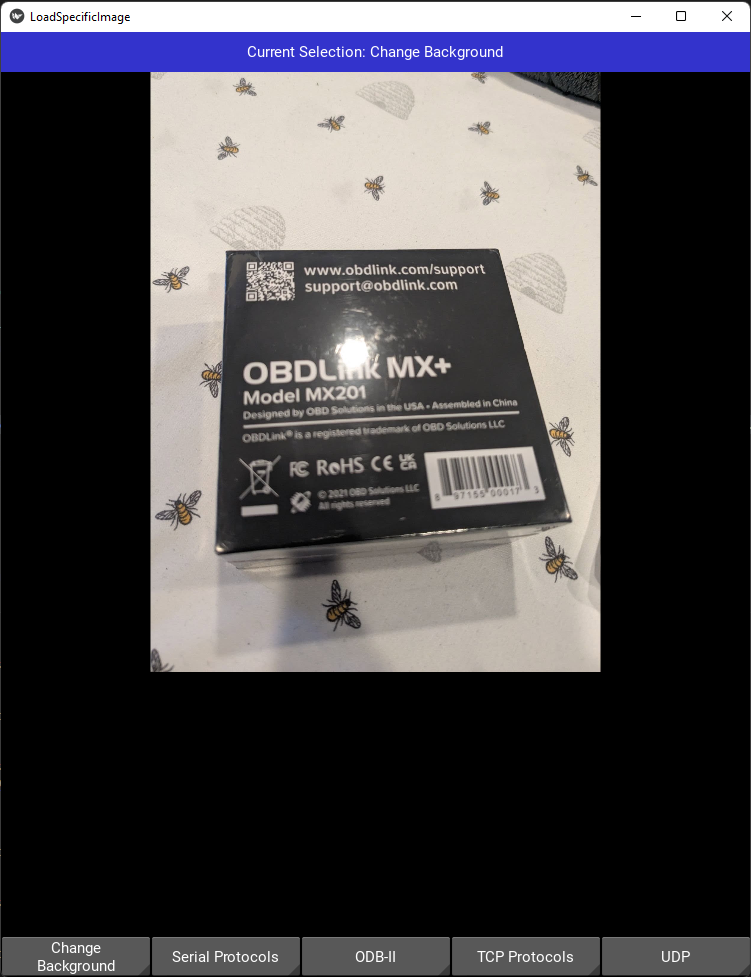 LoadSpecificImage
Current Selection: Change Background
www.obdlink.com/support
support@obdlink.com
OBDLink MX+
Model MX201
Designed by OBD Solutions in the USA • Assembled in China
OBDLink® is a registered trademark of OBD Solutions LLC
FC RoHS CE UK CA
© 2021 OBD Solutions LLC
All rights reserved
8 97155 00017 3
Change
Background
Serial Protocols
ODB-II
TCP Protocols
UDP